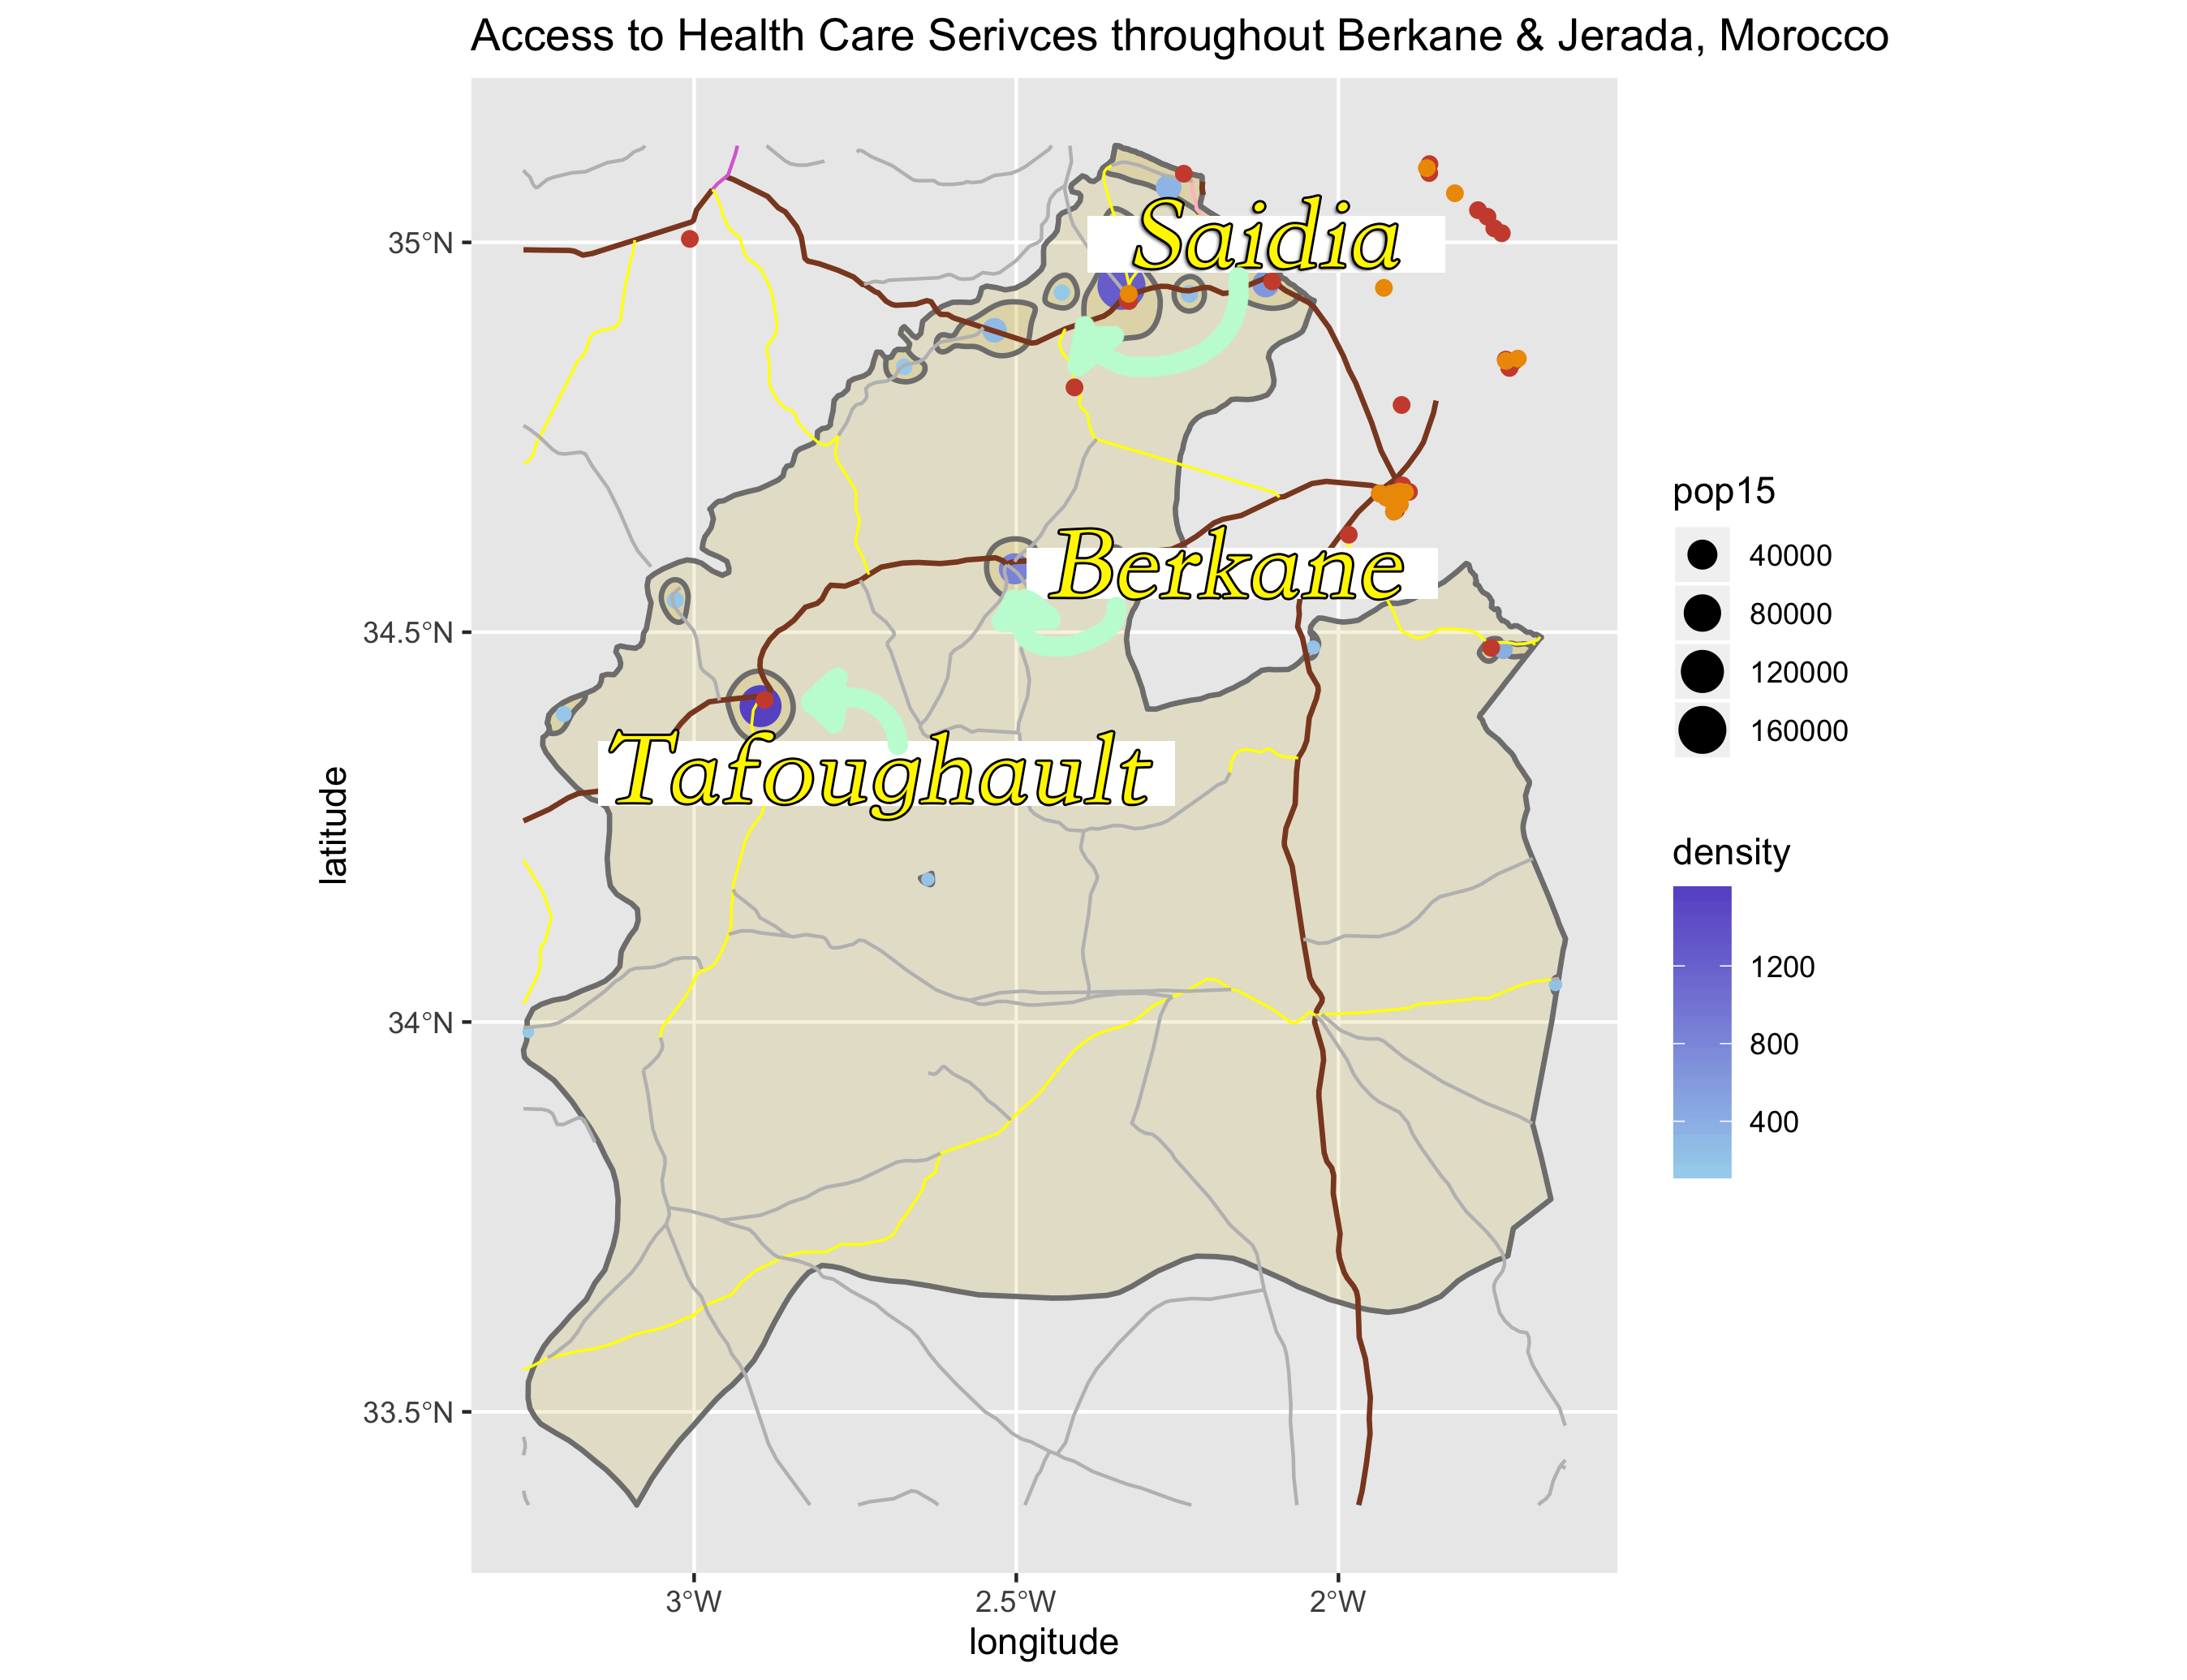 Access to Health Care Serivces throughout Berkane & Jerada, Morocco
35°N
34.5°N
34°N
33.5°N
latitude
Saidia
Berkane
Tafoughault
3°W
2.5°W
2°W
longitude
pop15
40000
80000
120000
160000
density
1200
800
400